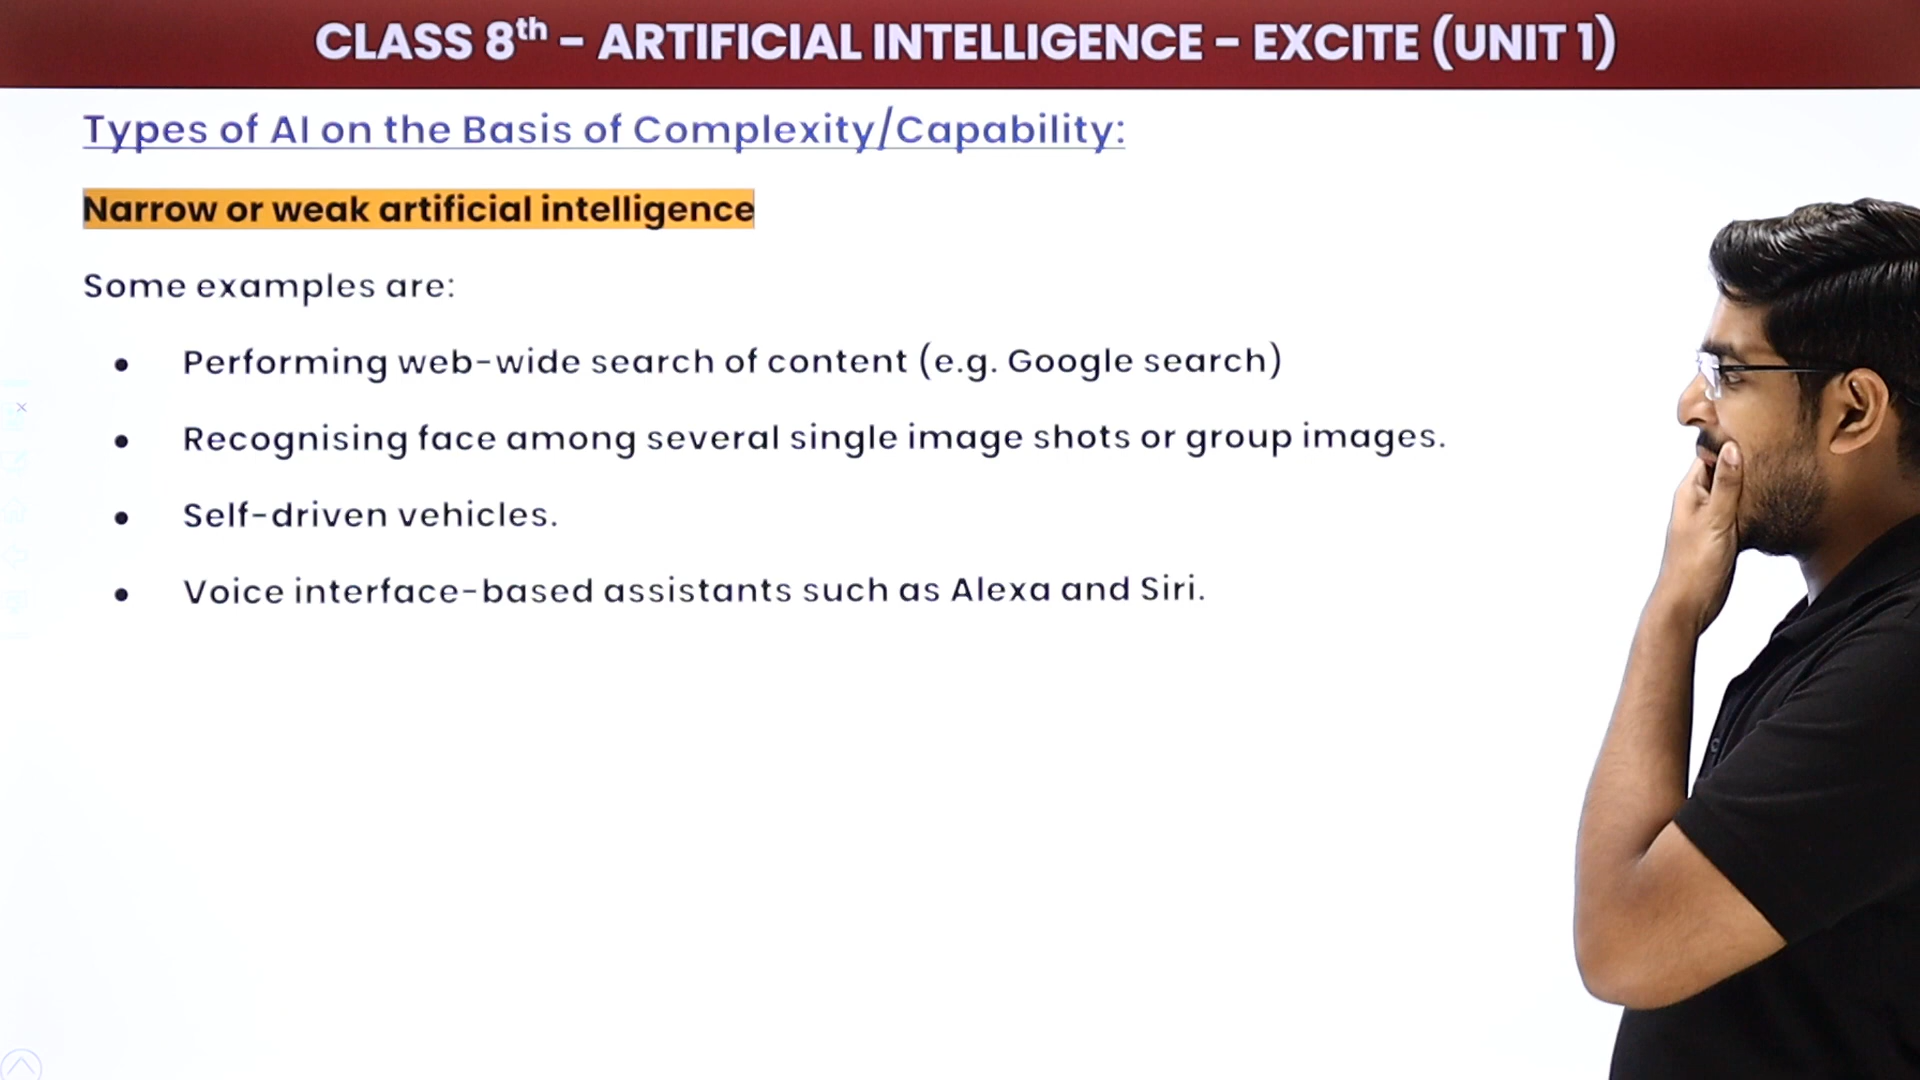 CLASS 8th - ARTIFICIAL INTELLIGENCE - EXCITE (UNIT 1)
Types of AI on the Basis of Complexity/Capability:
Narrow or weak artificial intelligence
Some examples are:
• Performing web-wide search of content (e.g. Google search)
• Recognising face among several single image shots or group images.
• Self-driven vehicles.
• Voice interface-based assistants such as Alexa and Siri.